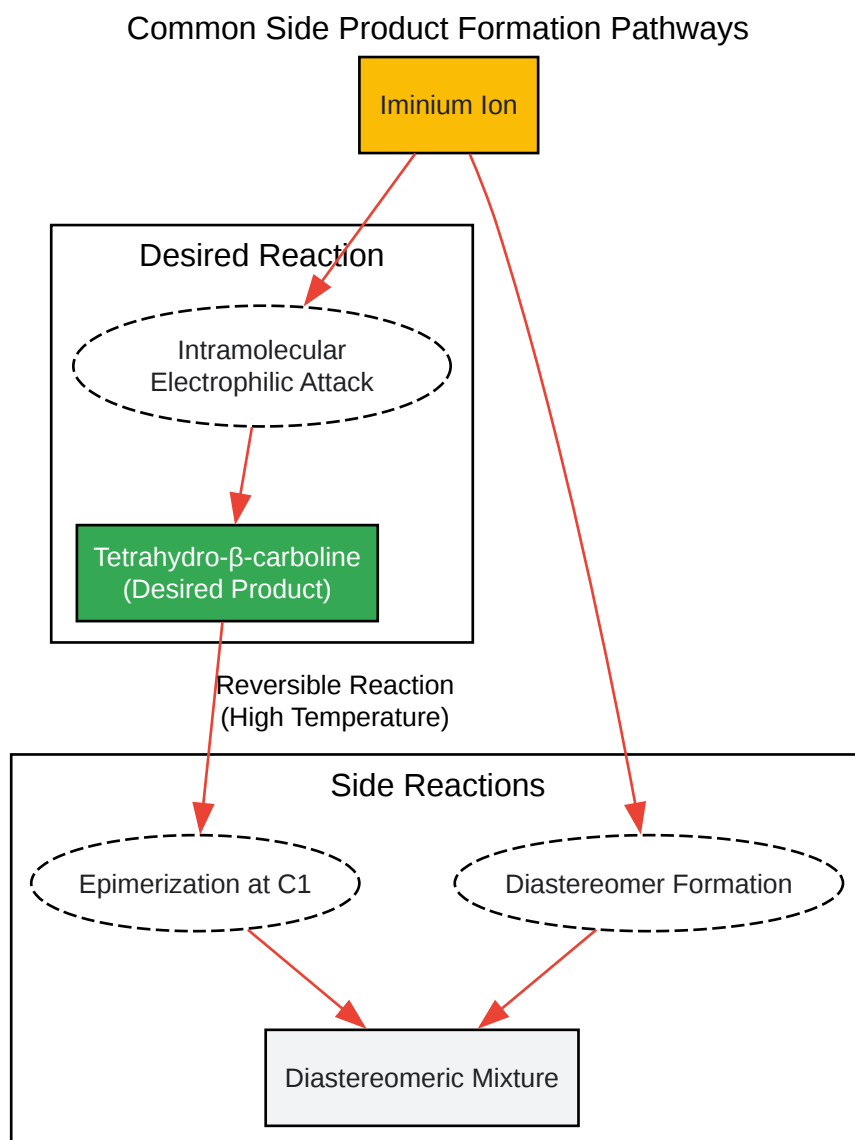 Common Side Product Formation Pathways
Iminium Ion
Desired Reaction
Intramolecular
Electrophilic Attack
Tetrahydro-β-carboline
(Desired Product)
Reversible Reaction
(High Temperature)
Side Reactions
Epimerization at C1
Diastereomer Formation
Diastereomeric Mixture